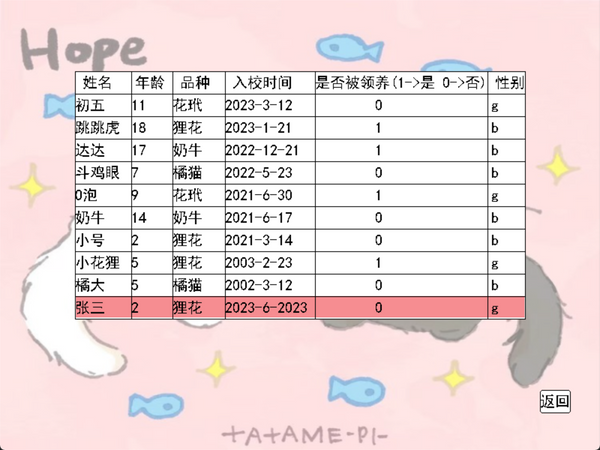 Hope
姓名 年龄 品种 入校时间 是否被领养(1->是 0->否) 性别
初五 11 花玳 2023-3-12 0 g
跳跳虎 18 狸花 2023-1-21 1 b
达达 17 奶牛 2022-12-21 1 b
斗鸡眼 7 橘猫 2022-5-23 0 b
0泡 9 花玳 2021-6-30 1 g
奶牛 14 奶牛 2021-6-17 0 b
小号 2 狸花 2021-3-14 0 b
小花狸 5 狸花 2003-2-23 1 g
橘大 5 橘猫 2002-3-12 0 b
张三 2 狸花 2023-6-2023 0 g
返回
tATAME-PI-